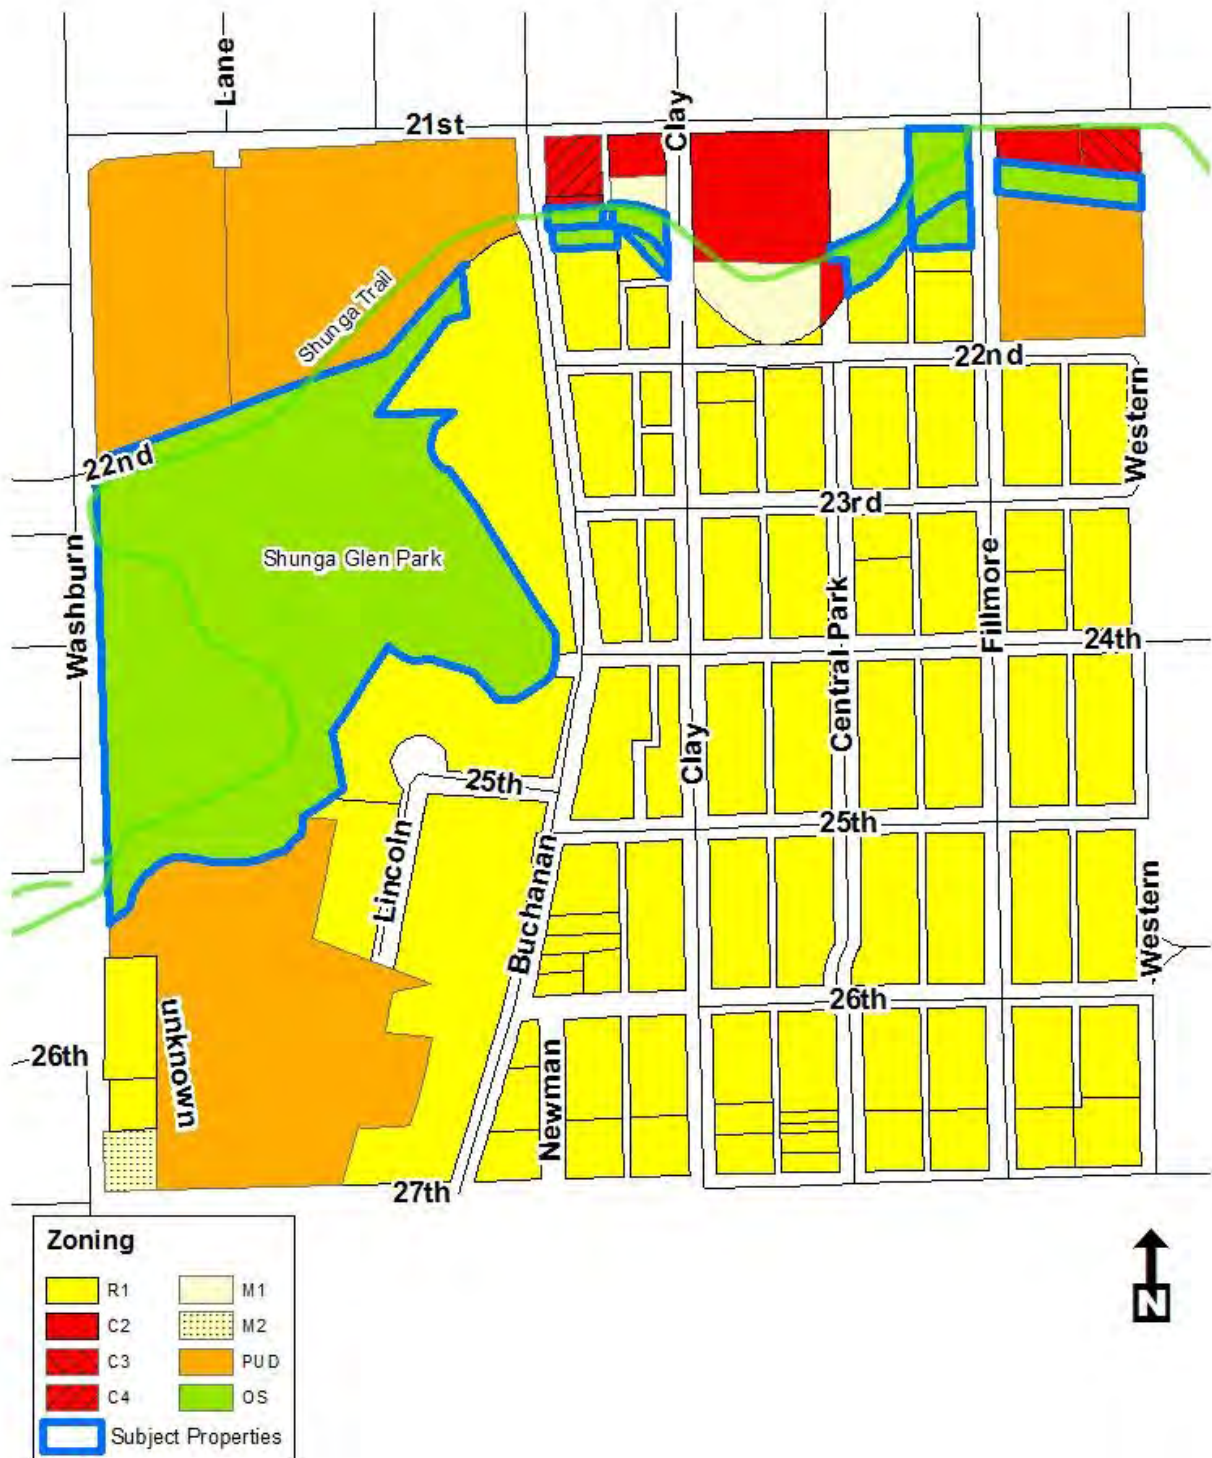 Lane
21st
Clay
Shunga Trail
22nd
22nd
Western
23rd
Shunga Glen Park
Washburn
Central Park
Fillmore
24th
Clay
25th
25th
Lincoln
Buchanan
Western
26th
unknown
26th
Newman
27th
Zoning
R1
M1
C2
M2
C3
PUD
C4
OS
Subject Properties
N